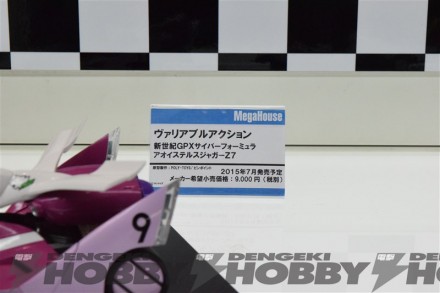 MegaHouse
ヴァリアブルアクション
新世紀GPXサイバーフォーミュラ
アオイステルスジャガーZ7
2015年7月発売予定
メーカー希望小売価格：9,000円（税別）
9
DENGEKI DENGEKI
HOBBY HOBBY